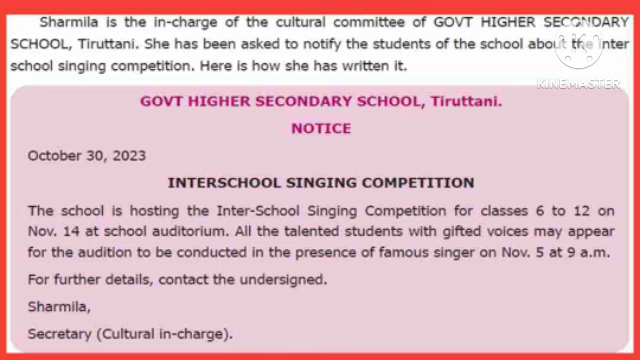 Sharmila is the in-charge of the cultural committee of GOVT HIGHER SECONDARY
SCHOOL, Tiruttani. She has been asked to notify the students of the school about the inter
school singing competition. Here is how she has written it.
KINEMASTER
GOVT HIGHER SECONDARY SCHOOL, Tiruttani.
NOTICE
October 30, 2023
INTERSCHOOL SINGING COMPETITION
The school is hosting the Inter-School Singing Competition for classes 6 to 12 on
Nov. 14 at school auditorium. All the talented students with gifted voices may appear
for the audition to be conducted in the presence of famous singer on Nov. 5 at 9 a.m.
For further details, contact the undersigned.
Sharmila,
Secretary (Cultural in-charge).